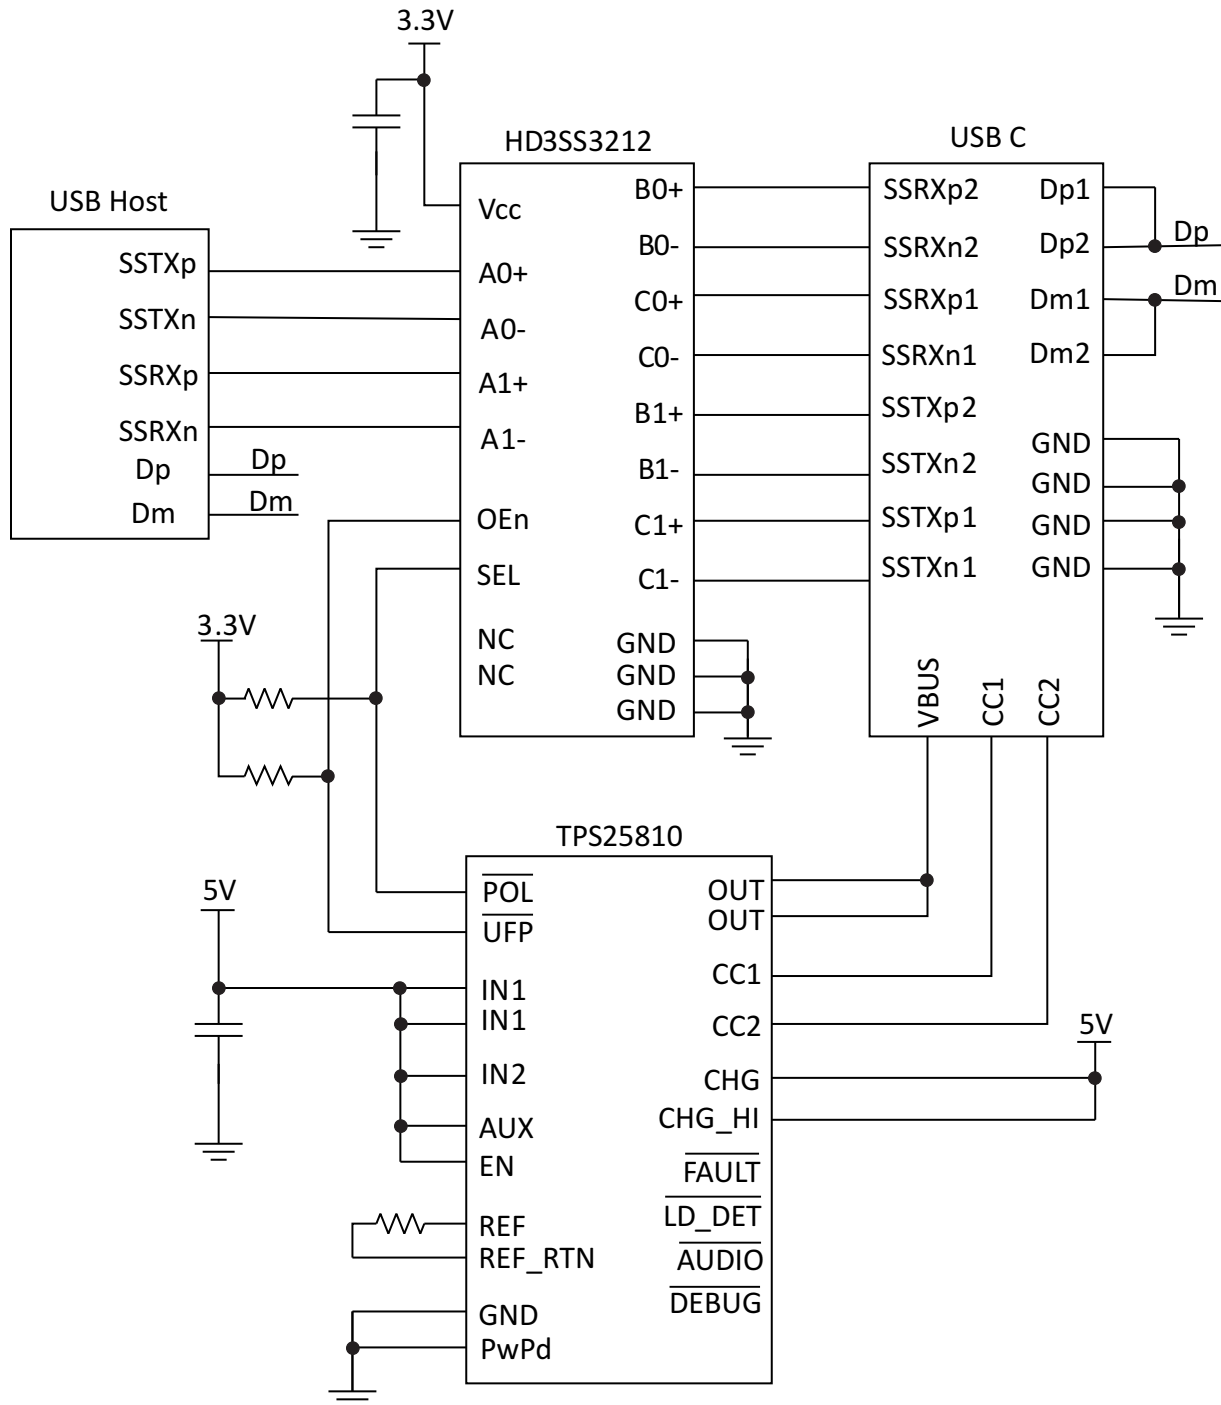 3.3V
HD3SS3212
USB C
USB Host
SSTXp
SSTXn
SSRXp
SSRXn
Dp
Dm
Dp
Dm
Vcc
A0+
A0-
A1+
A1-
OEn
SEL
NC
NC
B0+
B0-
C0+
C0-
B1+
B1-
C1+
C1-
GND
GND
GND
SSRXp2
SSRXn2
SSRXp1
SSRXn1
SSTXp2
SSTXn2
SSTXp1
SSTXn1
Dp1
Dp2
Dm1
Dm2
GND
GND
GND
GND
VBUS
CC1
CC2
Dp
Dm
3.3V
TPS25810
5V
POL
UFP
IN1
IN1
IN2
AUX
EN
REF
REF_RTN
GND
PwPd
OUT
OUT
CC1
CC2
CHG
CHG_HI
FAULT
LD_DET
AUDIO
DEBUG
5V